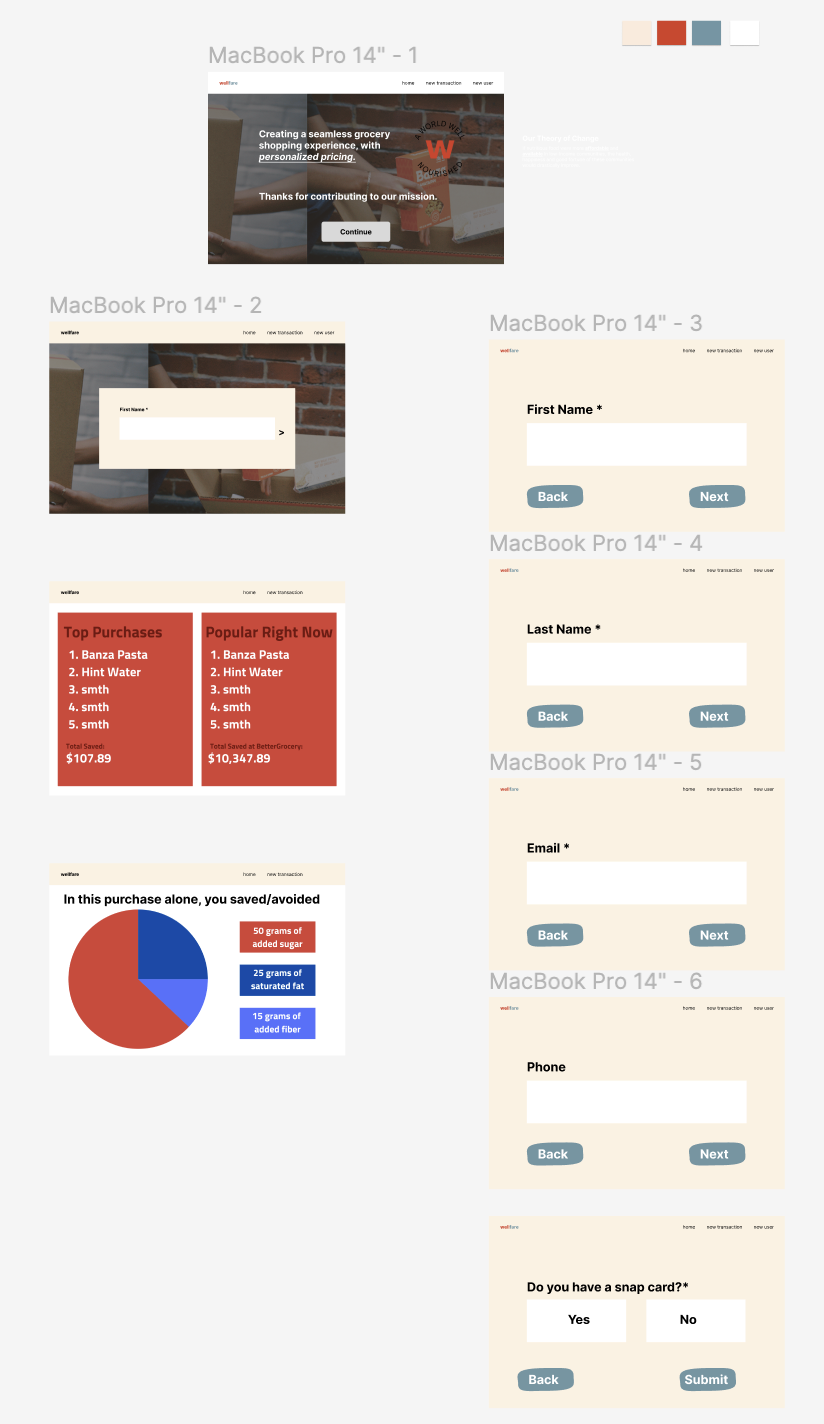 MacBook Pro 14" - 1
wellfare home new transaction new user
Creating a seamless grocery
shopping experience, with
personalized pricing.
A WORLD WELL
W
NOURISHED
Thanks for contributing to our mission.
Continue
Our Theory of Change
MacBook Pro 14" - 2
wellfare home new transaction new user
First Name *
>
Top Purchases
1. Banza Pasta
2. Hint Water
3. smth
4. smth
5. smth
Total Saved:
$107.89
wellfare home new transaction
Popular Right Now
1. Banza Pasta
2. Hint Water
3. smth
4. smth
5. smth
Total Saved at BetterGrocery:
$10,347.89
wellfare home new transaction
In this purchase alone, you saved/avoided
50 grams of
added sugar
25 grams of
saturated fat
15 grams of
added fiber
MacBook Pro 14" - 3
wellfare home new transaction new user
First Name *
Back Next
MacBook Pro 14" - 4
wellfare home new transaction new user
Last Name *
Back Next
MacBook Pro 14" - 5
wellfare home new transaction new user
Email *
Back Next
MacBook Pro 14" - 6
wellfare home new transaction new user
Phone
Back Next
wellfare home new transaction new user
Do you have a snap card?*
Yes No
Back Submit